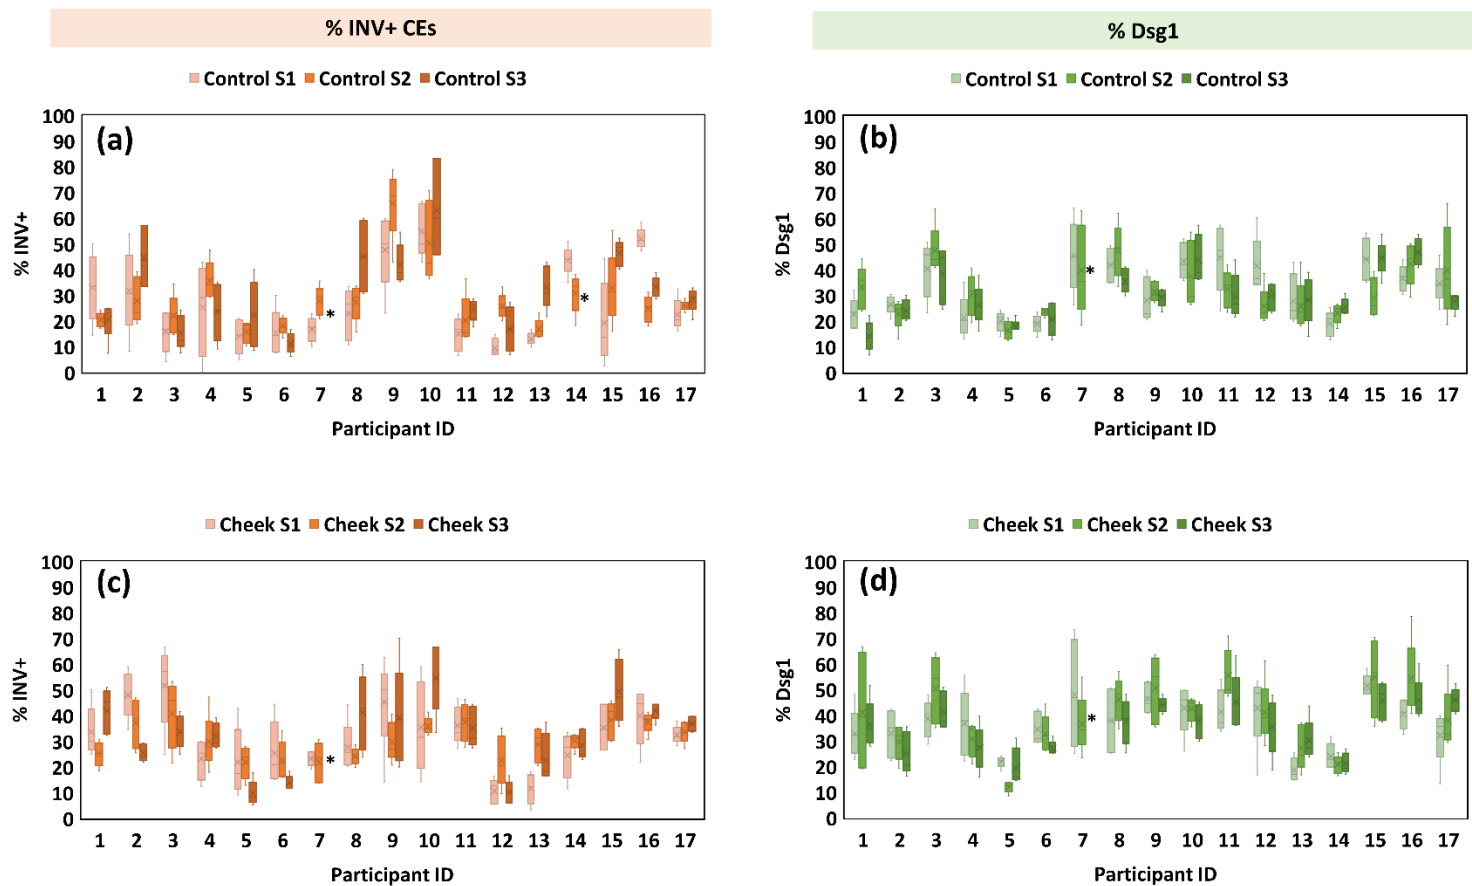 % INV+ CEs
% Dsg1
Control S1 Control S2 Control S3
Control S1 Control S2 Control S3
(a)
% INV+
100
90
80
70
60
50
40
30
20
10
0
* *
1 2 3 4 5 6 7 8 9 10 11 12 13 14 15 16 17
Participant ID
(b)
% Dsg1
100
90
80
70
60
50
40
30
20
10
0
*
1 2 3 4 5 6 7 8 9 10 11 12 13 14 15 16 17
Participant ID
Cheek S1 Cheek S2 Cheek S3
Cheek S1 Cheek S2 Cheek S3
(c)
% INV+
100
90
80
70
60
50
40
30
20
10
0
*
1 2 3 4 5 6 7 8 9 10 11 12 13 14 15 16 17
Participant ID
(d)
% Dsg1
100
90
80
70
60
50
40
30
20
10
0
*
1 2 3 4 5 6 7 8 9 10 11 12 13 14 15 16 17
Participant ID